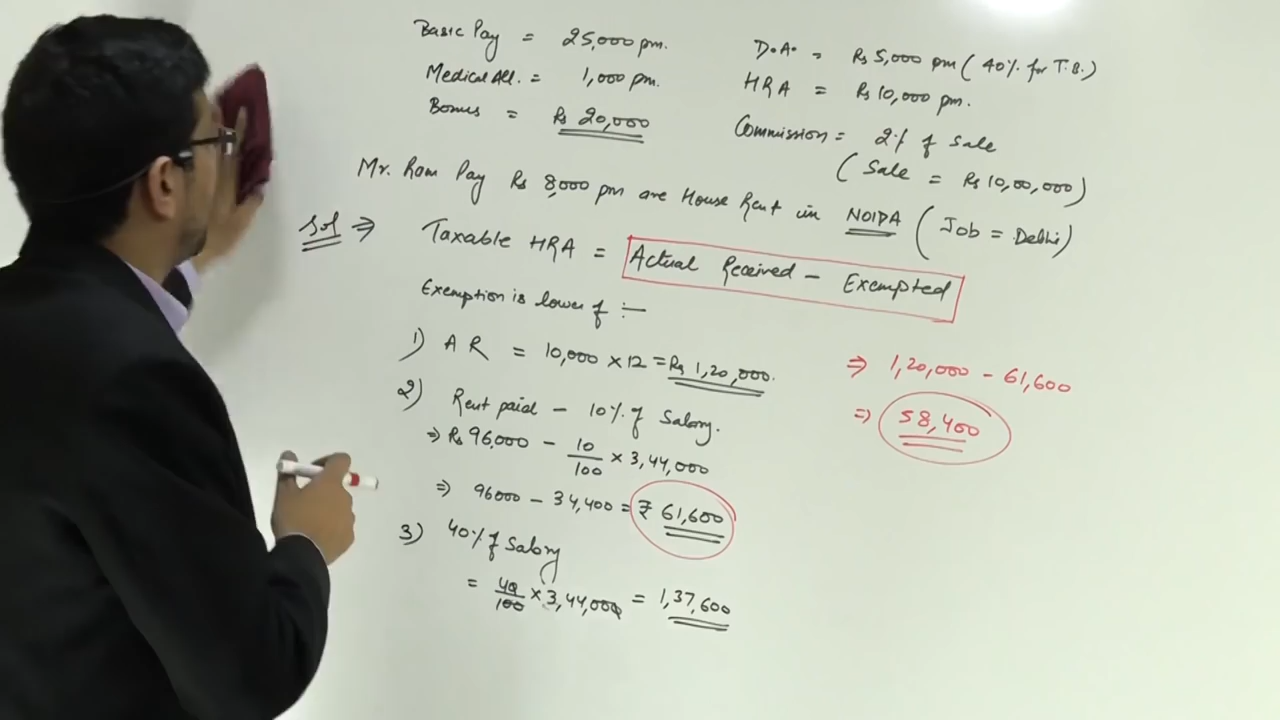 Basic Pay = 25,000 pm.
Medical All. = 1,000 pm.
Bonus = Rs 20,000
D.A. = Rs 5,000 pm (40% for T.B.)
HRA = Rs 10,000 pm.
Commission = 2% of Sale
(Sale = Rs 10,00,000)
Mr. Ram Pay Rs 8,000 pm are House Rent in NOIDA (Job = Delhi)
Sol ⇒ Taxable HRA = Actual Received - Exempted
Exemption is lower of :-
1) AR = 10,000 × 12 = Rs 1,20,000.
2) Rent paid - 10% of Salary.
⇒ Rs 96,000 - 10/100 × 3,44,000
⇒ 96000 - 34,400 = ₹ 61,600
3) 40% of Salary
= 40/100 × 3,44,000 = 1,37,600
⇒ 1,20,000 - 61,600
⇒ 58,400